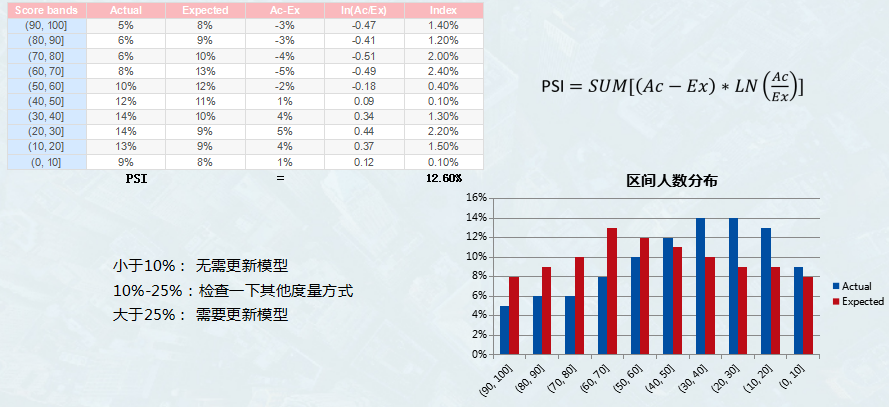 Score bands Actual Expected Ac-Ex ln(Ac/Ex) Index
(90, 100] 5% 8% -3% -0.47 1.40%
(80, 90] 6% 9% -3% -0.41 1.20%
(70, 80] 6% 10% -4% -0.51 2.00%
(60, 70] 8% 13% -5% -0.49 2.40%
(50, 60] 10% 12% -2% -0.18 0.40%
(40, 50] 12% 11% 1% 0.09 0.10%
(30, 40] 14% 10% 4% 0.34 1.30%
(20, 30] 14% 9% 5% 0.44 2.20%
(10, 20] 13% 9% 4% 0.37 1.50%
(0, 10] 9% 8% 1% 0.12 0.10%
PSI = 12.60%
PSI = SUM[(Ac − Ex) ∗ LN (Ac/Ex)]
小于10%： 无需更新模型
10%-25%：检查一下其他度量方式
大于25%： 需要更新模型
区间人数分布
16%
14%
12%
10%
8%
6%
4%
2%
0%
(90, 100] (80, 90] (70, 80] (60, 70] (50, 60] (40, 50] (30, 40] (20, 30] (10, 20] (0, 10]
Actual
Expected